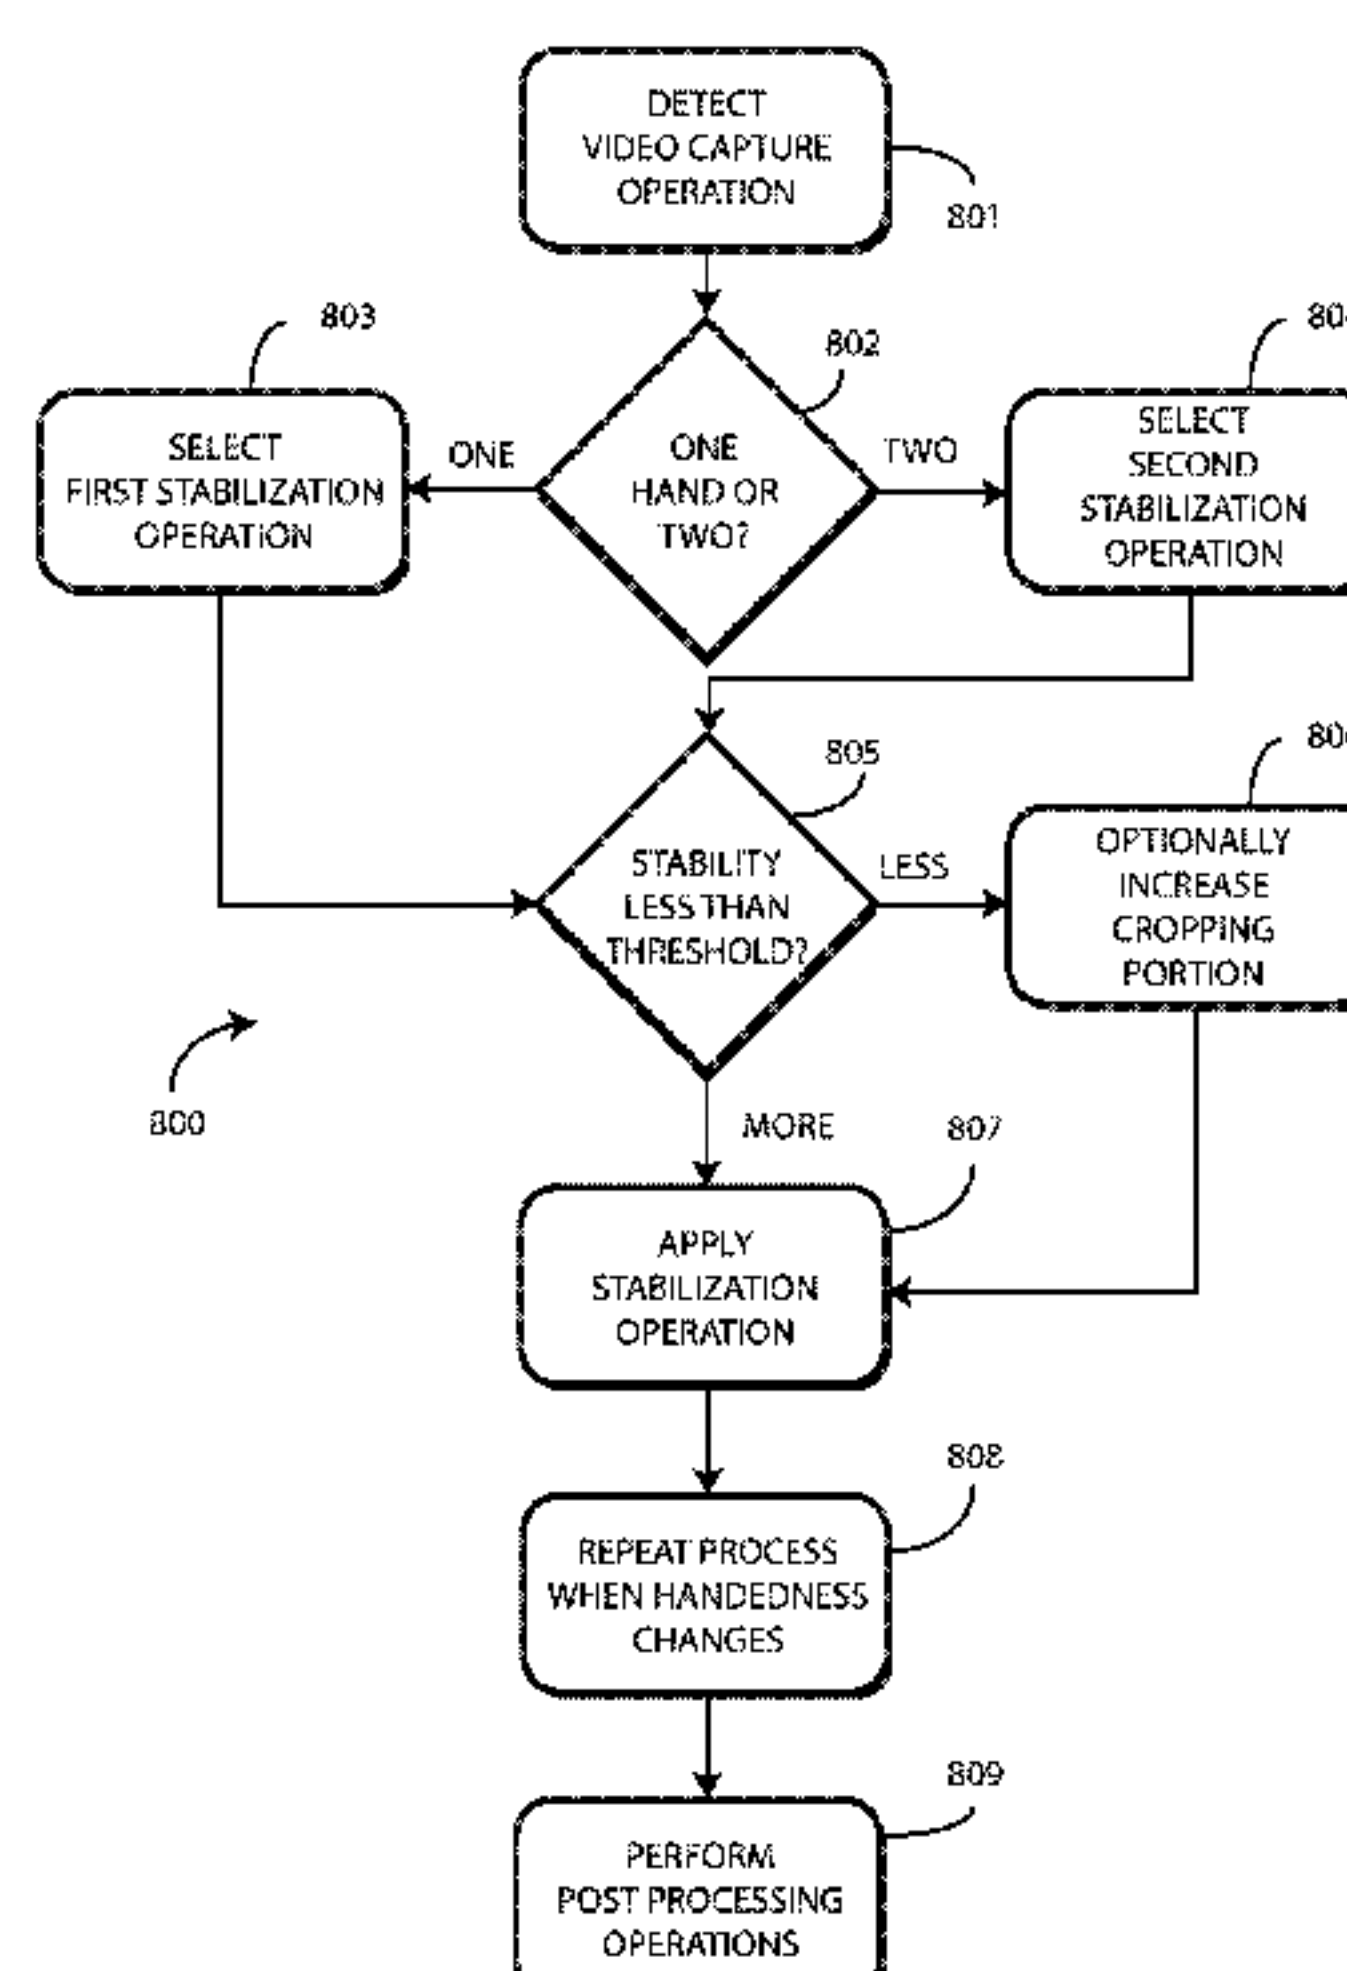 DETECT
VIDEO CAPTURE
OPERATION
801
803
802
SELECT
FIRST STABILIZATION
OPERATION
ONE
ONE
HAND OR
TWO?
TWO
SELECT
SECOND
STABILIZATION
OPERATION
805
STABILITY
LESS THAN
THRESHOLD?
LESS
OPTIONALLY
INCREASE
CROPPING
PORTION
800
MORE
807
APPLY
STABILIZATION
OPERATION
808
REPEAT PROCESS
WHEN HANDEDNESS
CHANGES
809
PERFORM
POST PROCESSING
OPERATIONS